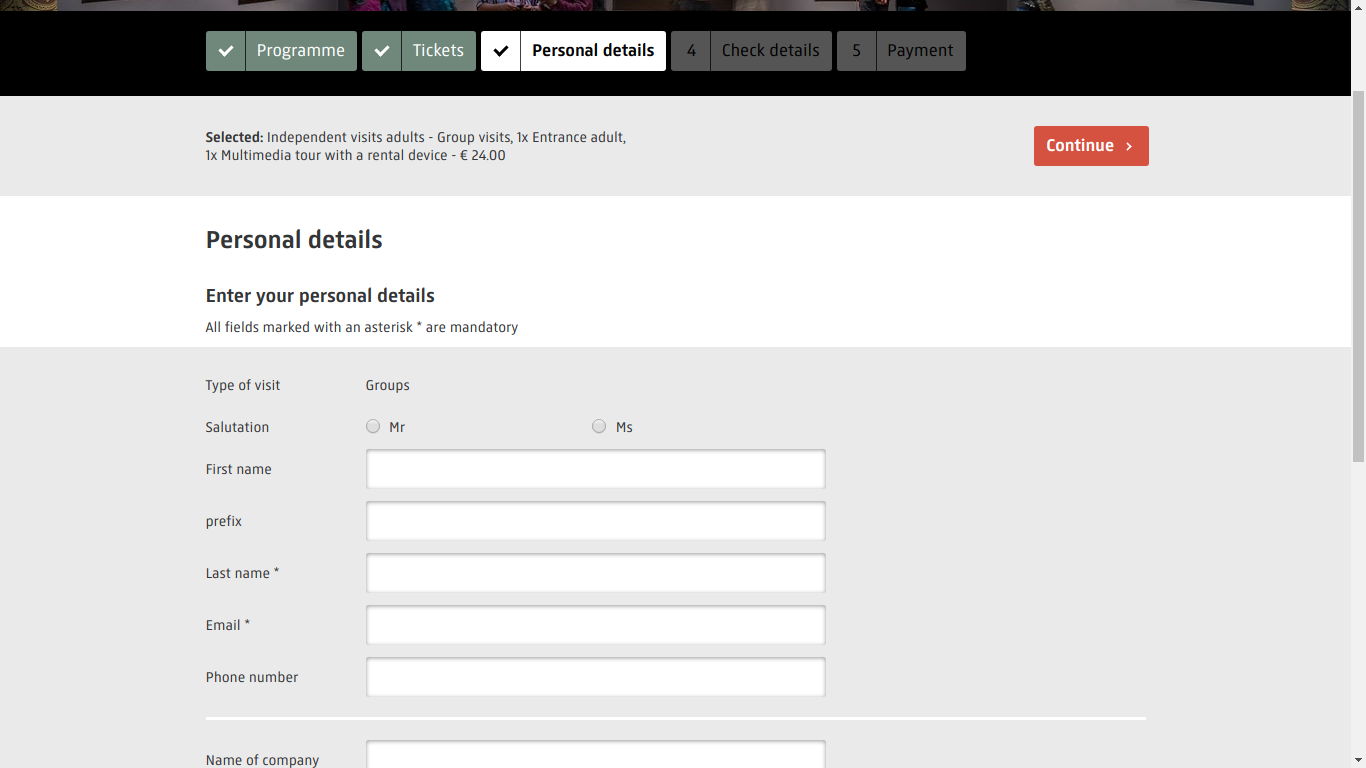 Programme Tickets Personal details 4 Check details 5 Payment
Selected: Independent visits adults - Group visits, 1x Entrance adult,
1x Multimedia tour with a rental device - € 24.00
Continue
Personal details
Enter your personal details
All fields marked with an asterisk * are mandatory
Type of visit Groups
Salutation Mr Ms
First name
prefix
Last name *
Email *
Phone number
Name of company